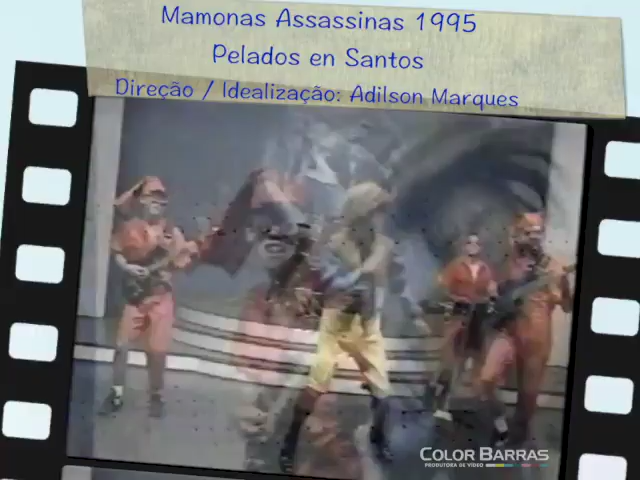 Mamonas Assassinas 1995
Pelados en Santos
Direção / Idealização: Adilson Marques
COLOR BARRAS
PRODUTORA DE VÍDEO